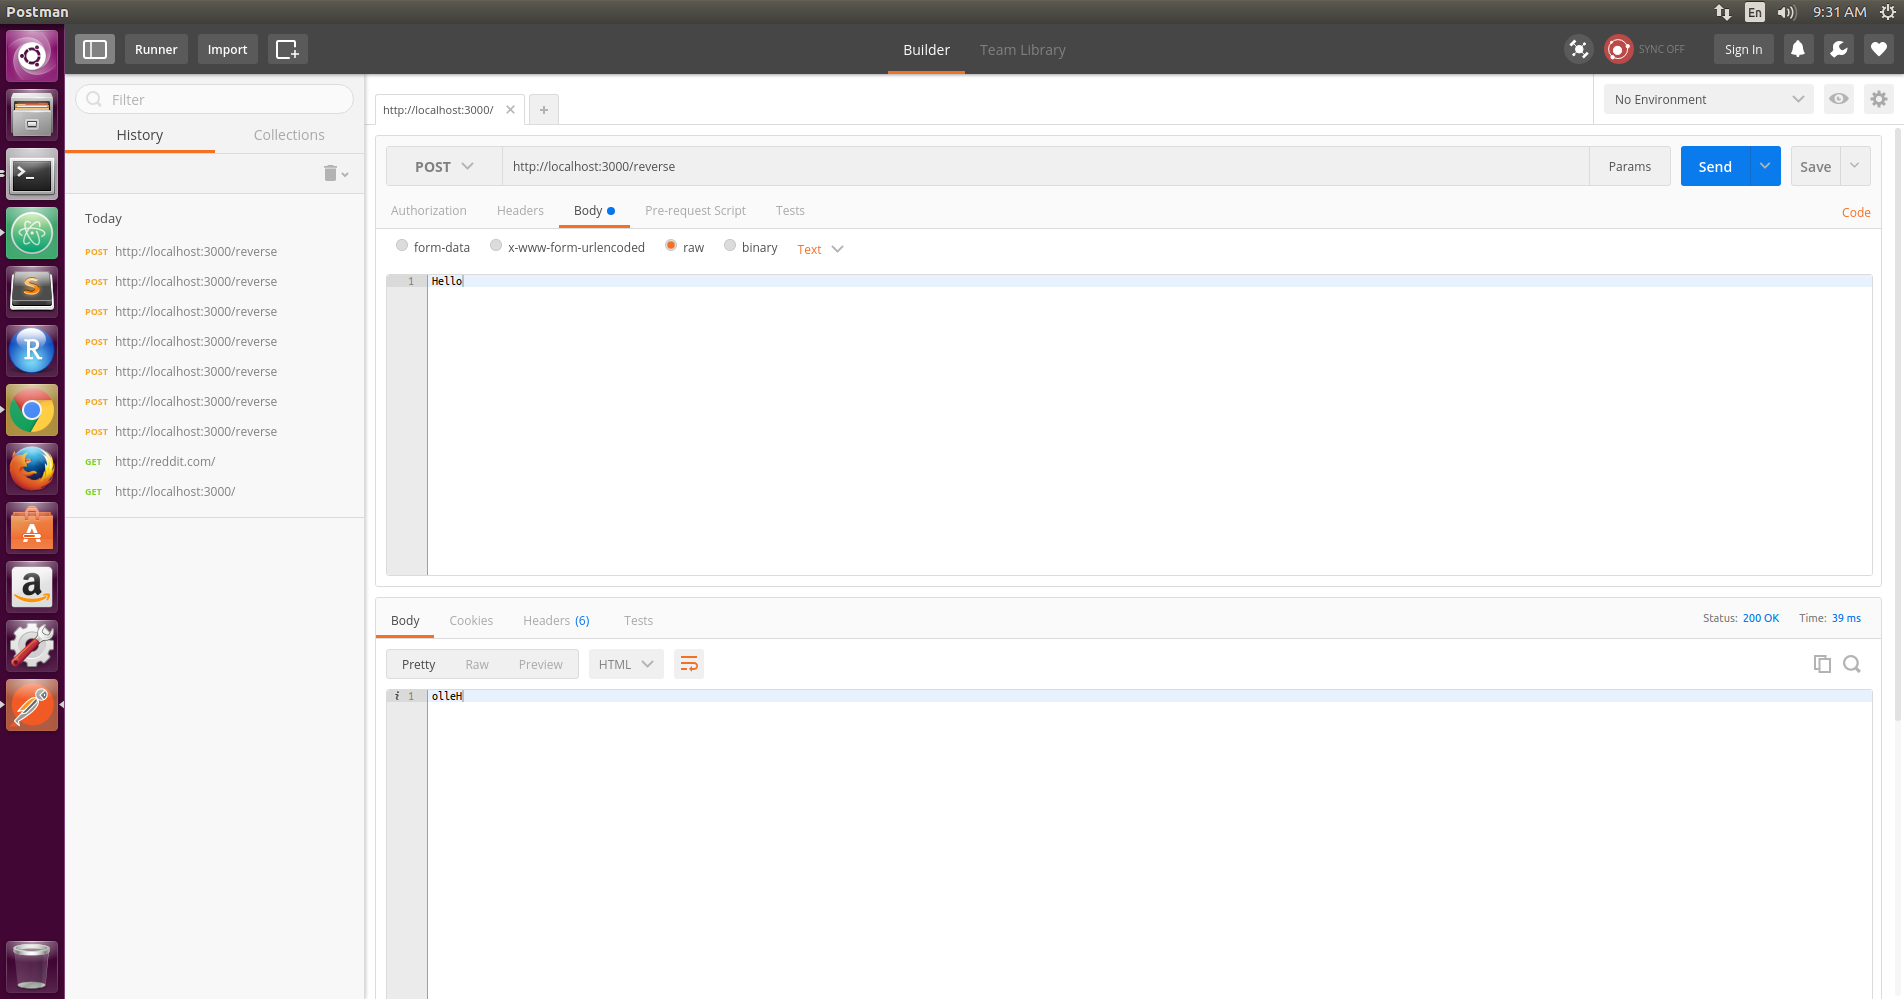 Postman
En 9:31 AM
Runner Import Builder Team Library SYNC OFF Sign In
Filter
History Collections
Today
POST http://localhost:3000/reverse
POST http://localhost:3000/reverse
POST http://localhost:3000/reverse
POST http://localhost:3000/reverse
POST http://localhost:3000/reverse
POST http://localhost:3000/reverse
POST http://localhost:3000/reverse
GET http://reddit.com/
GET http://localhost:3000/
http://localhost:3000/
No Environment
POST http://localhost:3000/reverse Params Send Save
Authorization Headers Body Pre-request Script Tests Code
form-data x-www-form-urlencoded raw binary Text
1 Hello
Body Cookies Headers (6) Tests Status: 200 OK Time: 39 ms
Pretty Raw Preview HTML
i 1 olleH